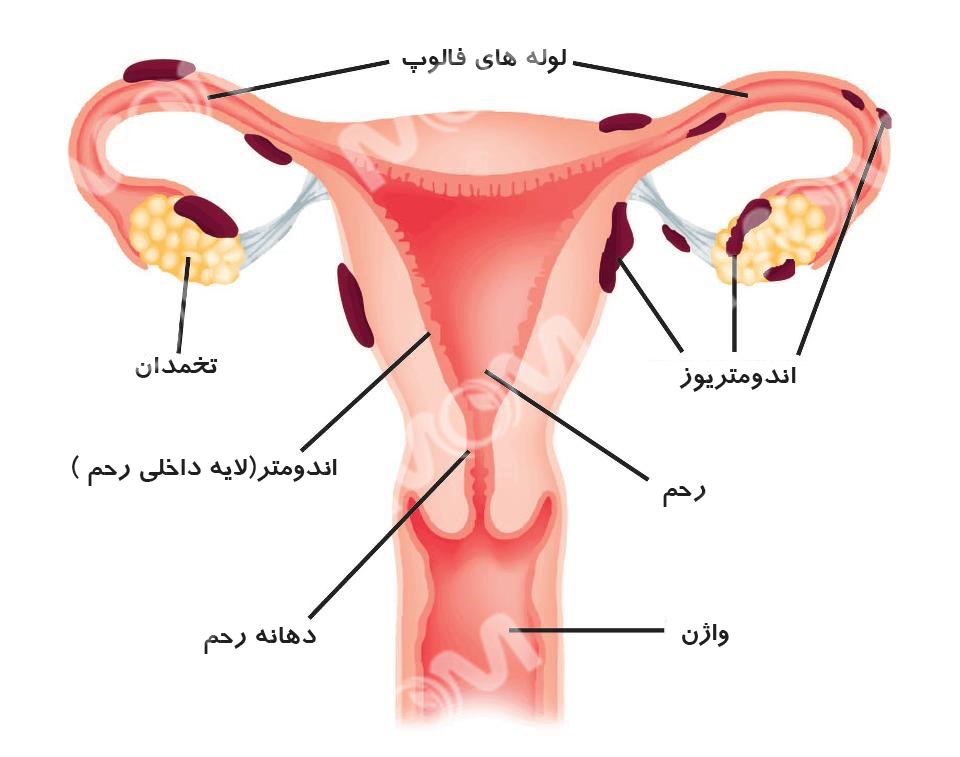 لوله های فالوپ
تخمدان
اندومتریوز
اندومتر(لایه داخلی رحم )
رحم
دهانه رحم
واژن